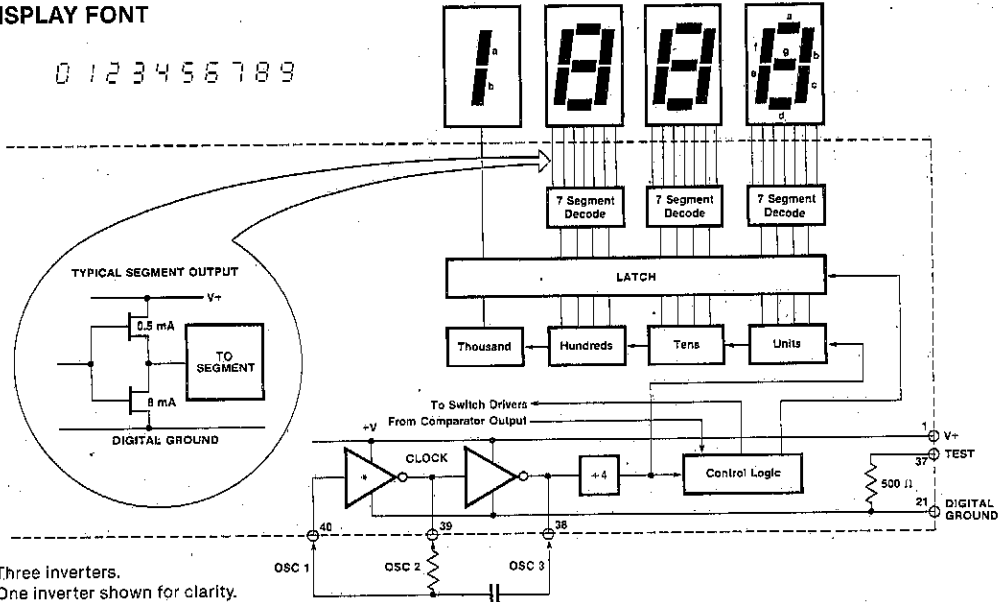 ISPLAY FONT
0 1 2 3 4 5 6 7 8 9
a
b
a
f
g
b
e
c
d
7 Segment
Decode
7 Segment
Decode
7 Segment
Decode
TYPICAL SEGMENT OUTPUT
V+
0.5 mA
TO
SEGMENT
8 mA
DIGITAL GROUND
LATCH
Thousand
Hundreds
Tens
Units
To Switch Drivers
From Comparator Output
+V
CLOCK
*
÷4
Control Logic
1
V+
37
TEST
500 Ω
21
DIGITAL
GROUND
40
39
38
OSC 1
OSC 2
OSC 3
Three inverters.
One inverter shown for clarity.